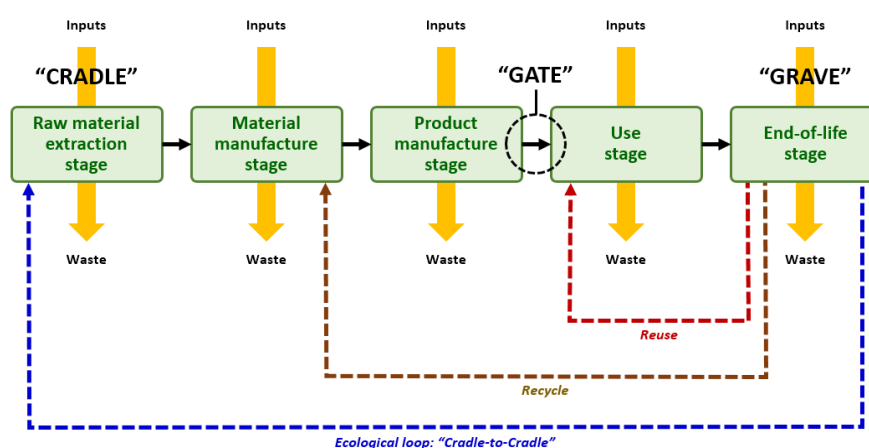 Inputs Inputs Inputs Inputs Inputs
“CRADLE” “GATE” “GRAVE”
Raw material
extraction
stage
Material
manufacture
stage
Product
manufacture
stage
Use
stage
End-of-life
stage
Waste Waste Waste Waste Waste
Reuse
Recycle
Ecological loop: “Cradle-to-Cradle”